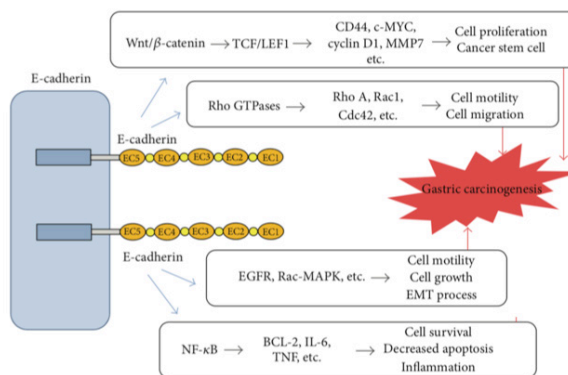 CD44, c-MYC,
Wnt/β-catenin → TCF/LEF1 → cyclin D1, MMP7 → Cell proliferation
etc.
Cancer stem cell
E-cadherin
Rho GTPases → Rho A, Rac1, → Cell motility
Cdc42, etc.
Cell migration
E-cadherin
EC5 EC4 EC3 EC2 EC1
Gastric carcinogenesis
EC5 EC4 EC3 EC2 EC1
E-cadherin
EGFR, Rac-MAPK, etc. → Cell motility
Cell growth
EMT process
NF-κB → BCL-2, IL-6, → Cell survival
TNF, etc.
Decreased apoptosis
Inflammation